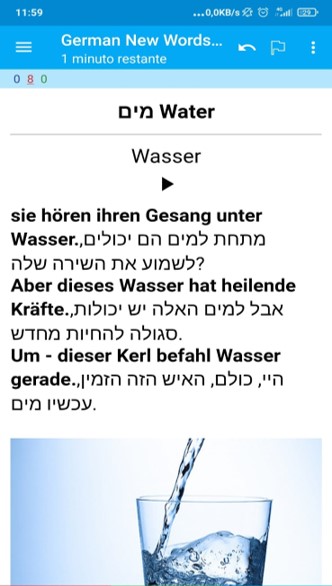 11:59
...0,0KB/s
German New Words...
1 minuto restante
0 8 0
מים Water
Wasser
sie hören ihren Gesang unter
Wasser.,מתחת למים הם יכולים
לשמוע את השירה שלה?
Aber dieses Wasser hat heilende
Kräfte.,אבל למים האלה יש יכולות
סגולה להחיות מחדש.
Um - dieser Kerl befahl Wasser
gerade.,היי, כולם, האיש הזה הזמין
עכשיו מים.